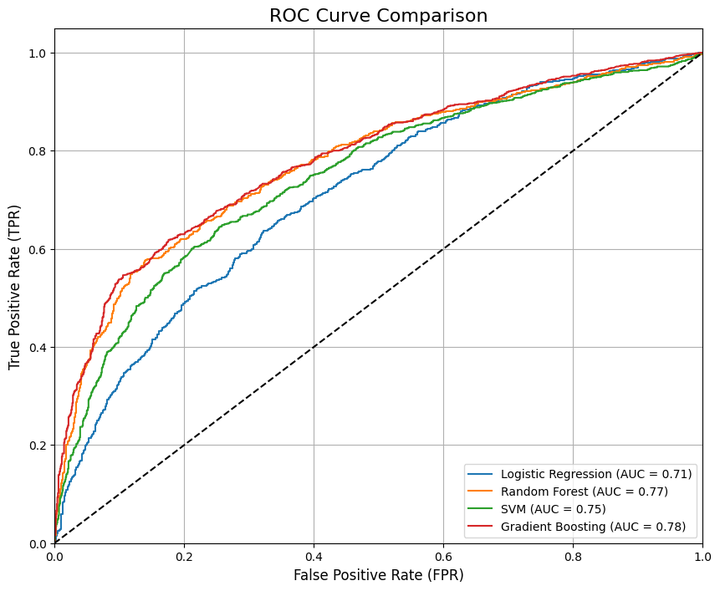 ROC Curve Comparison
1.0
0.8
0.6
0.4
0.2
0.0
True Positive Rate (TPR)
Logistic Regression (AUC = 0.71)
Random Forest (AUC = 0.77)
SVM (AUC = 0.75)
Gradient Boosting (AUC = 0.78)
0.0 0.2 0.4 0.6 0.8 1.0
False Positive Rate (FPR)